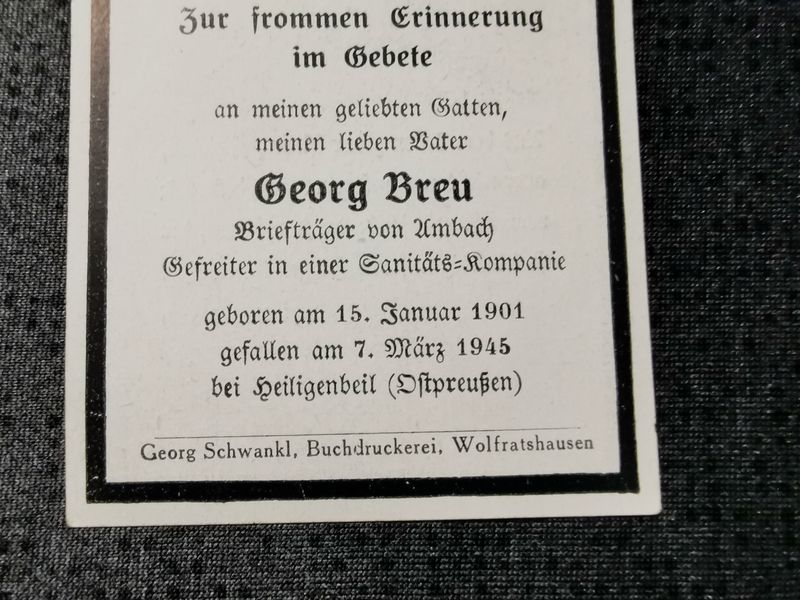 Zur frommen Erinnerung
im Gebete
an meinen geliebten Gatten,
meinen lieben Vater
Georg Breu
Briefträger von Ambach
Gefreiter in einer Sanitäts-Kompanie
geboren am 15. Januar 1901
gefallen am 7. März 1945
bei Heiligenbeil (Ostpreußen)
Georg Schwankl, Buchdruckerei, Wolfratshausen